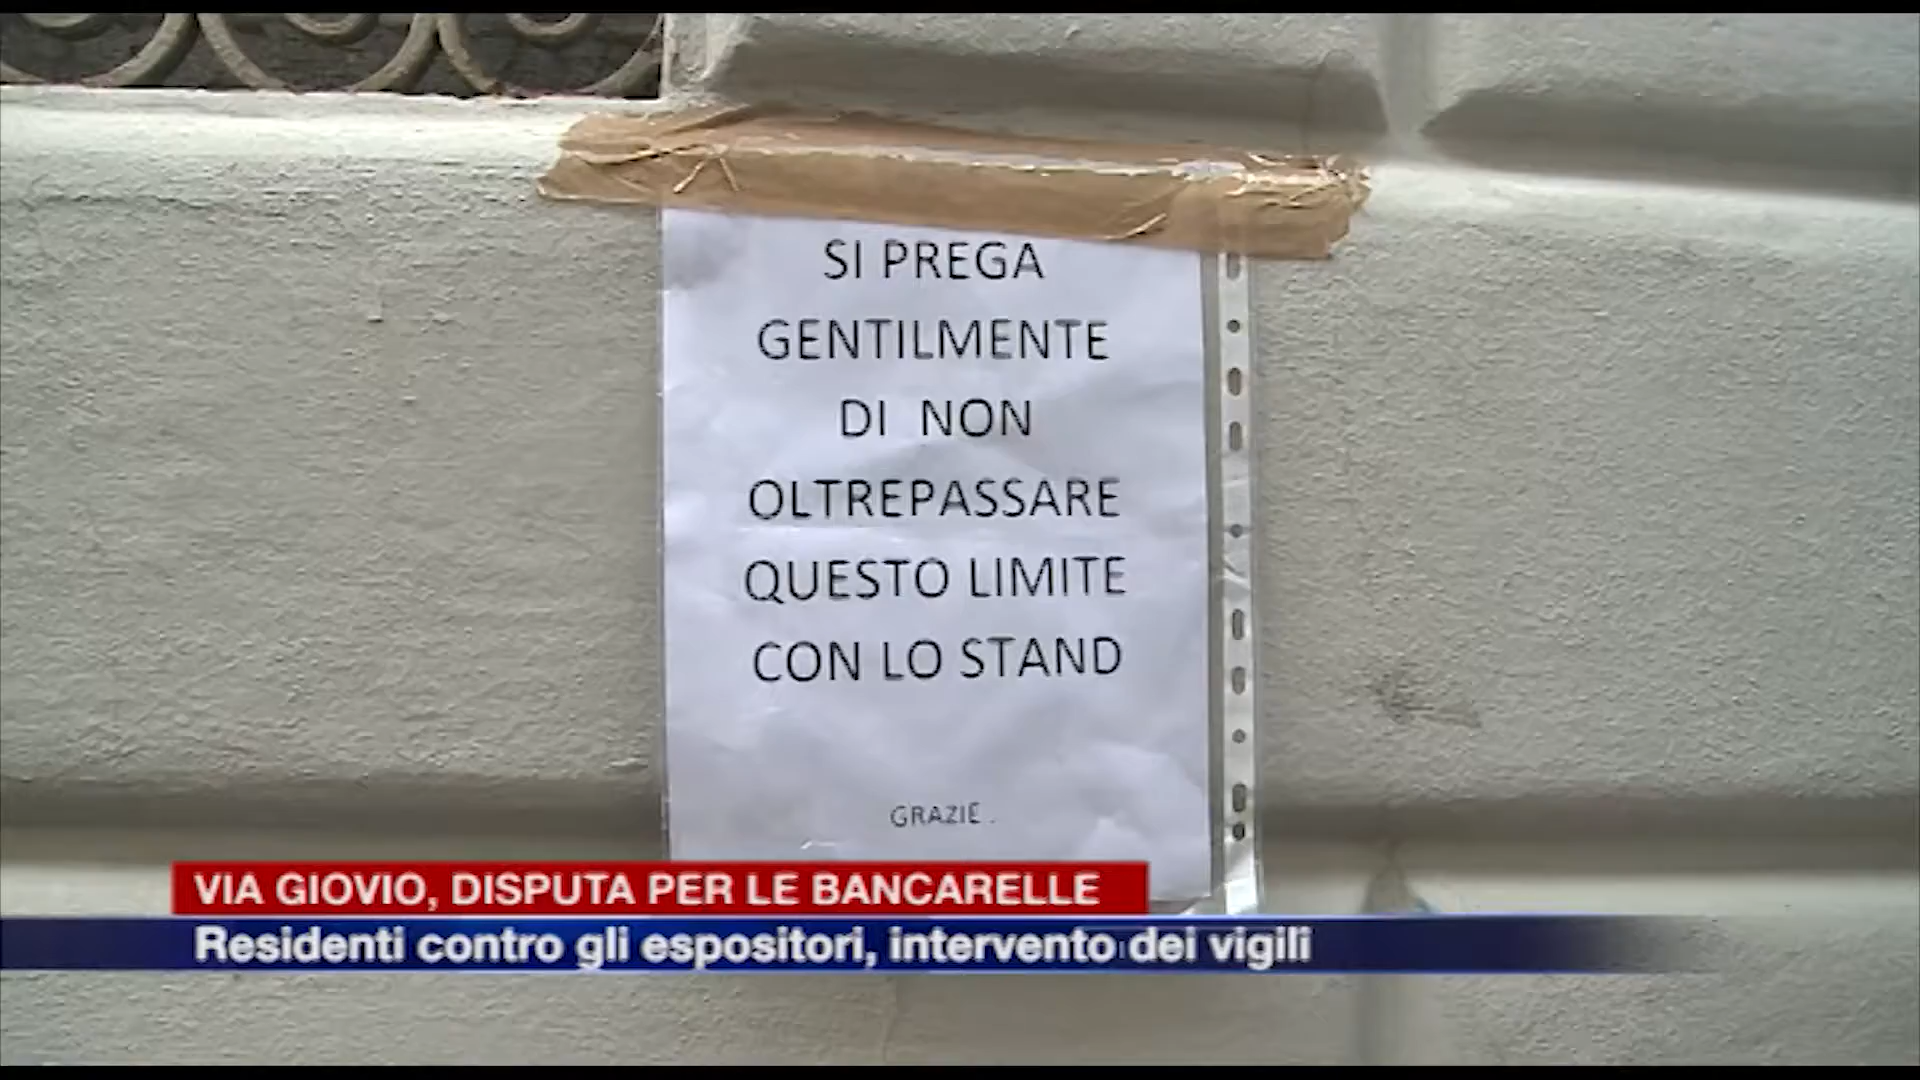 SI PREGA
GENTILMENTE
DI NON
OLTREPASSARE
QUESTO LIMITE
CON LO STAND
GRAZIE .
VIA GIOVIO, DISPUTA PER LE BANCARELLE
Residenti contro gli espositori, intervento dei vigili